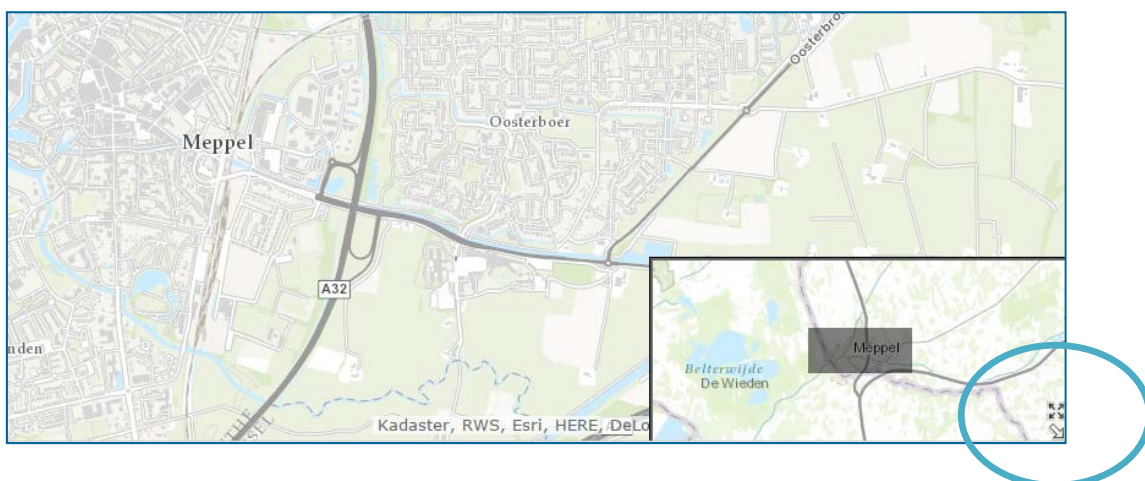 Oosterbro
Oosterboer
Meppel
A32
nden
Meppel
Belterwijde
De Wieden
Kadaster, RWS, Esri, HERE, DeLo